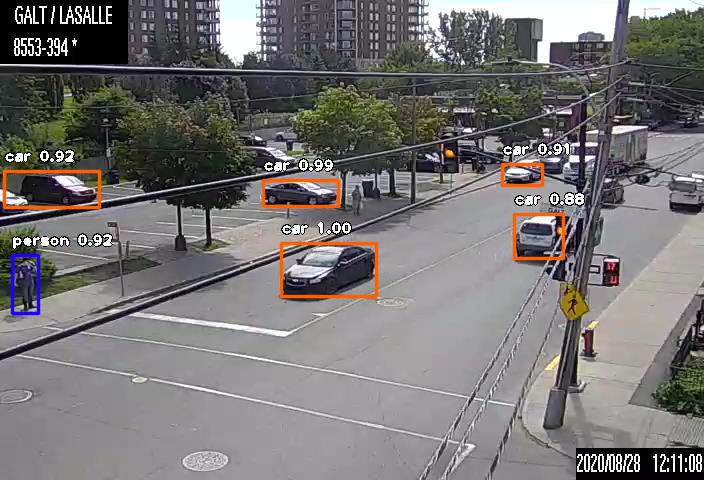 GALT / LASALLE
8553-394 *
car 0.92
car 0.99
car 0.91
car 0.88
car 1.00
person 0.92
2020/08/28 12:11:08